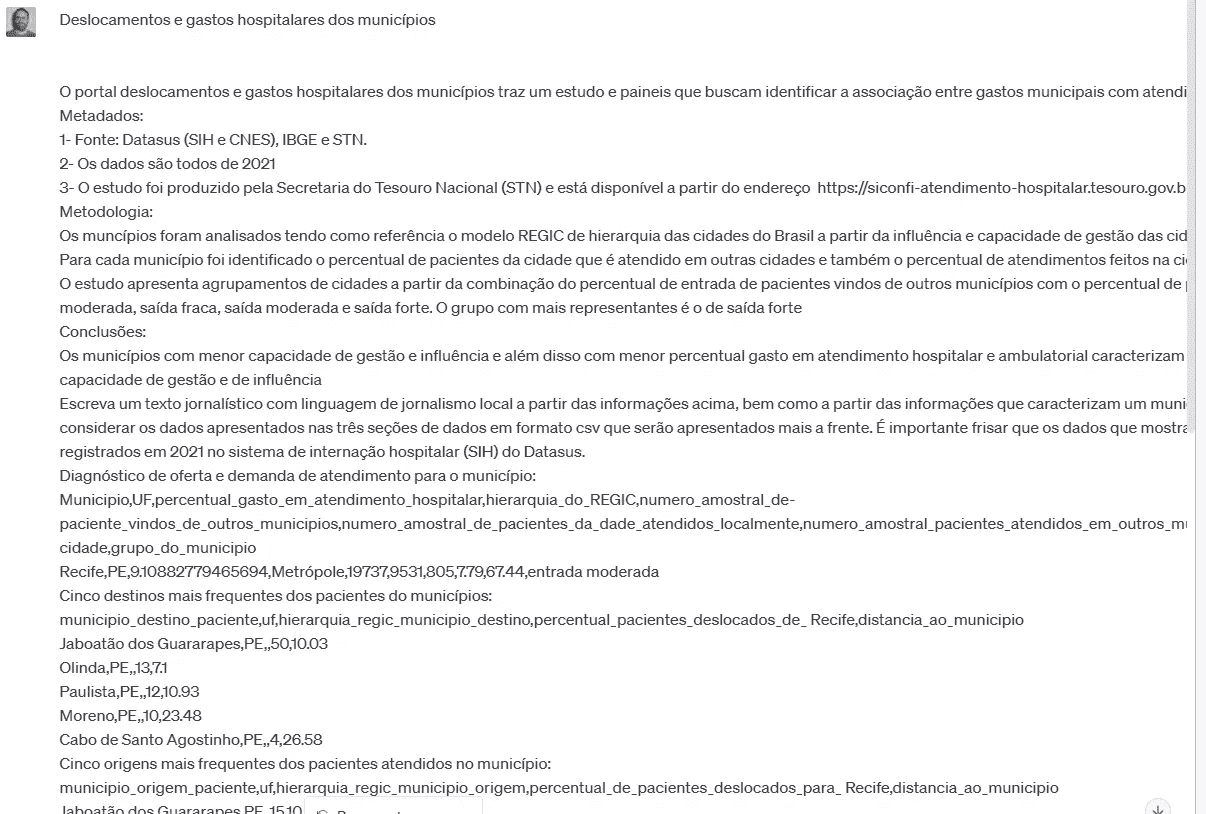 Deslocamentos e gastos hospitalares dos municípios
O portal deslocamentos e gastos hospitalares dos municípios traz um estudo e paineis que buscam identificar a associação entre gastos municipais com atendi
Metadados:
1- Fonte: Datasus (SIH e CNES), IBGE e STN.
2- Os dados são todos de 2021
3- O estudo foi produzido pela Secretaria do Tesouro Nacional (STN) e está disponível a partir do endereço https://siconfi-atendimento-hospitalar.tesouro.gov.b
Metodologia:
Os muncípios foram analisados tendo como referência o modelo REGIC de hierarquia das cidades do Brasil a partir da influência e capacidade de gestão das cid
Para cada município foi identificado o percentual de pacientes da cidade que é atendido em outras cidades e também o percentual de atendimentos feitos na ci
O estudo apresenta agrupamentos de cidades a partir da combinação do percentual de entrada de pacientes vindos de outros municípios com o percentual de
moderada, saída fraca, saída moderada e saída forte. O grupo com mais representantes é o de saída forte
Conclusões:
Os municípios com menor capacidade de gestão e influência e além disso com menor percentual gasto em atendimento hospitalar e ambulatorial caracterizam
capacidade de gestão e de influência
Escreva um texto jornalístico com linguagem de jornalismo local a partir das informações acima, bem como a partir das informações que caracterizam um muni
considerar os dados apresentados nas três seções de dados em formato csv que serão apresentados mais a frente. É importante frisar que os dados que mostra
registrados em 2021 no sistema de internação hospitalar (SIH) do Datasus.
Diagnóstico de oferta e demanda de atendimento para o município:
Municipio,UF,percentual_gasto_em_atendimento_hospitalar,hierarquia_do_REGIC,numero_amostral_de-
paciente_vindos_de_outros_municipios,numero_amostral_de_pacientes_da_dade_atendidos_localmente,numero_amostral_pacientes_atendidos_em_outros_mu
cidade,grupo_do_municipio
Recife,PE,9.10882779465694,Metrópole,19737,9531,805,7.79,67.44,entrada moderada
Cinco destinos mais frequentes dos pacientes do municípios:
municipio_destino_paciente,uf,hierarquia_regic_municipio_destino,percentual_pacientes_deslocados_de_ Recife,distancia_ao_municipio
Jaboatão dos Guararapes,PE,,50,10.03
Olinda,PE,,13,7.1
Paulista,PE,,12,10.93
Moreno,PE,,10,23.48
Cabo de Santo Agostinho,PE,,4,26.58
Cinco origens mais frequentes dos pacientes atendidos no município:
municipio_origem_paciente,uf,hierarquia_regic_municipio_origem,percentual_de_pacientes_deslocados_para_ Recife,distancia_ao_municipio
Jaboatão dos Guararapes,PE,,15,10